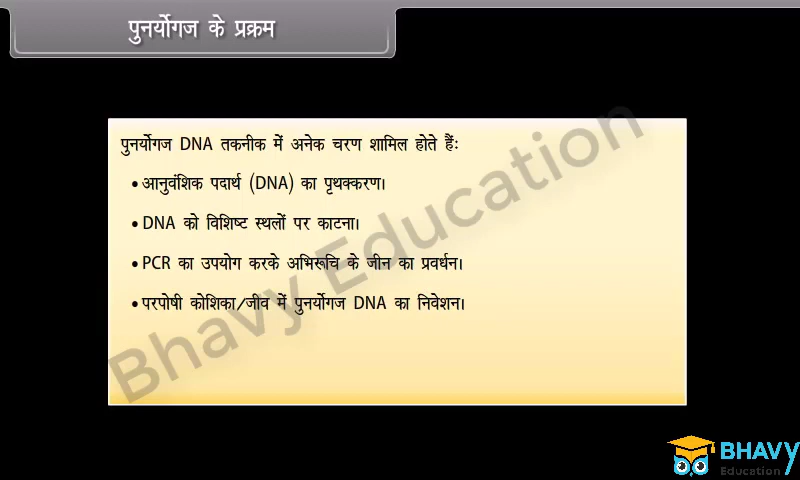 पुनर्योगज के प्रक्रम
पुनर्योगज DNA तकनीक में अनेक चरण शामिल होते हैंः
• आनुवंशिक पदार्थ (DNA) का पृथक्करण।
• DNA को विशिष्ट स्थलों पर काटना।
• PCR का उपयोग करके अभिरूचि के जीन का प्रवर्धन।
• परपोषी कोशिका/जीव में पुनर्योगज DNA का निवेशन।
Bhavy Education
BHAVY
Education